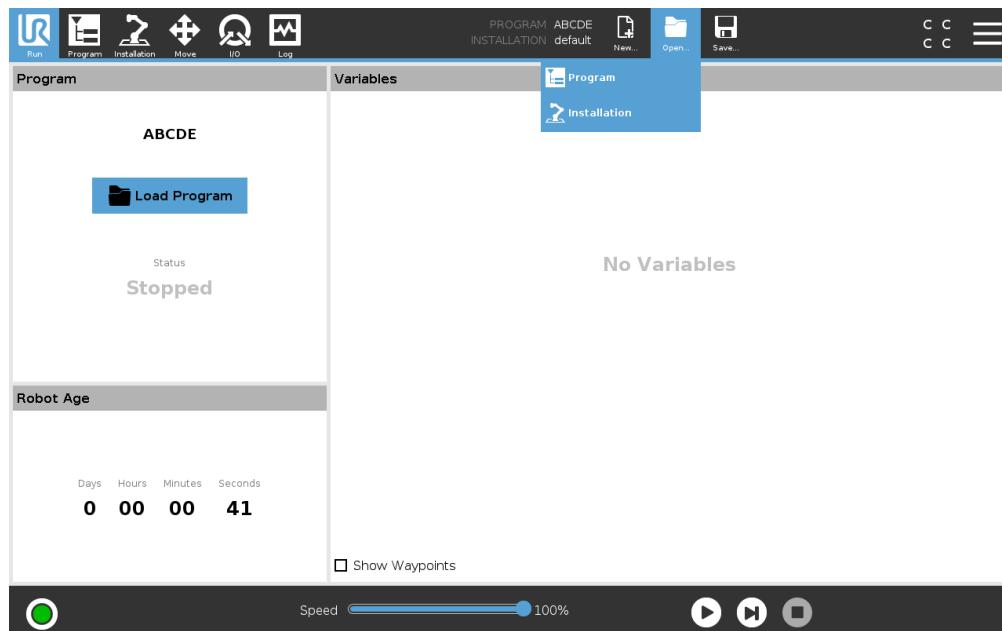 PROGRAM ABCDE
INSTALLATION default
Run Program Installation Move I/O Log New... Open... Save...
C C
C C
Program
Installation
Program
ABCDE
Load Program
Status
Stopped
Robot Age
Days Hours Minutes Seconds
0 00 00 41
Variables
No Variables
Show Waypoints
Speed 100%